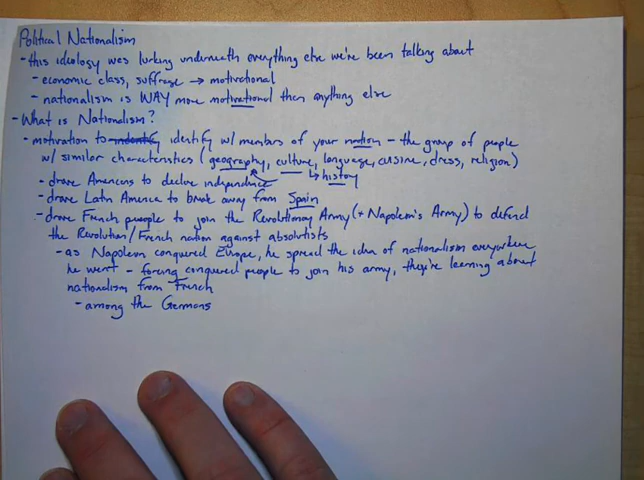 Political Nationalism
- this ideology was lurking underneath everything else we've been talking about
- economic class, suffrage → motivational
- nationalism is WAY more motivational than anything else
- What is Nationalism?
- motivation to identify identify w/ members of your nation - the group of people
w/ similar characteristics (geography, culture, language, cuisine, dress, religion)
↳ history
- drove Americans to declare independence
- drove Latin America to break away from Spain
- drove French people to join the Revolutionary Army (+ Napoleon's Army) to defend
the Revolution/French nation against absolutists
- as Napoleon conquered Europe, he spread the idea of nationalism everywhere
he went - forcing conquered people to join his army, they're learning about
nationalism from French
- among the Germans